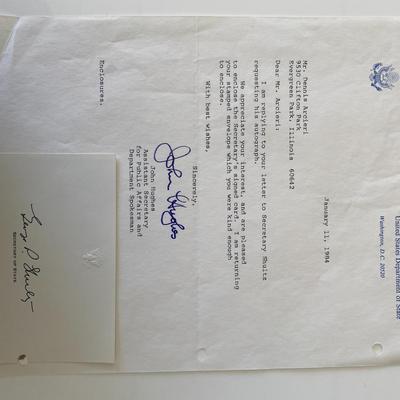 United States Department of State
Washington, D.C. 20520
January 11, 1984
Mr. Dennis Arcieri
9530 Clifton Park
Evergreen Park, Illinois 60642
Dear Mr. Arcieri:
I am replying to your letter to Secretary Shultz
requesting his autograph.
We appreciate your interest, and are pleased
to enclose the Secretary's signed card. I am returning
your stamped envelope which you were kind enough
to enclose.
With best wishes,
Sincerely,
John Hughes
John Hughes
Assistant Secretary
for Public Affairs and
Department Spokesman
Enclosures.
George P. Shultz
SECRETARY OF STATE